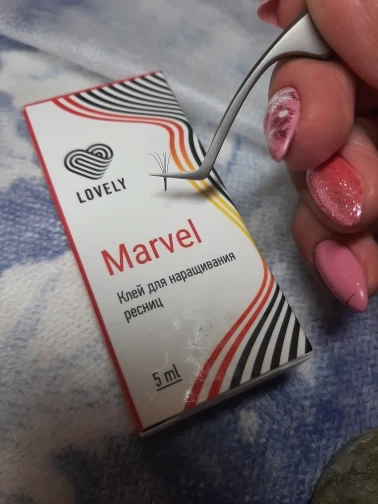 LOVELY
Marvel
Клей для наращивания
ресниц
5 ml